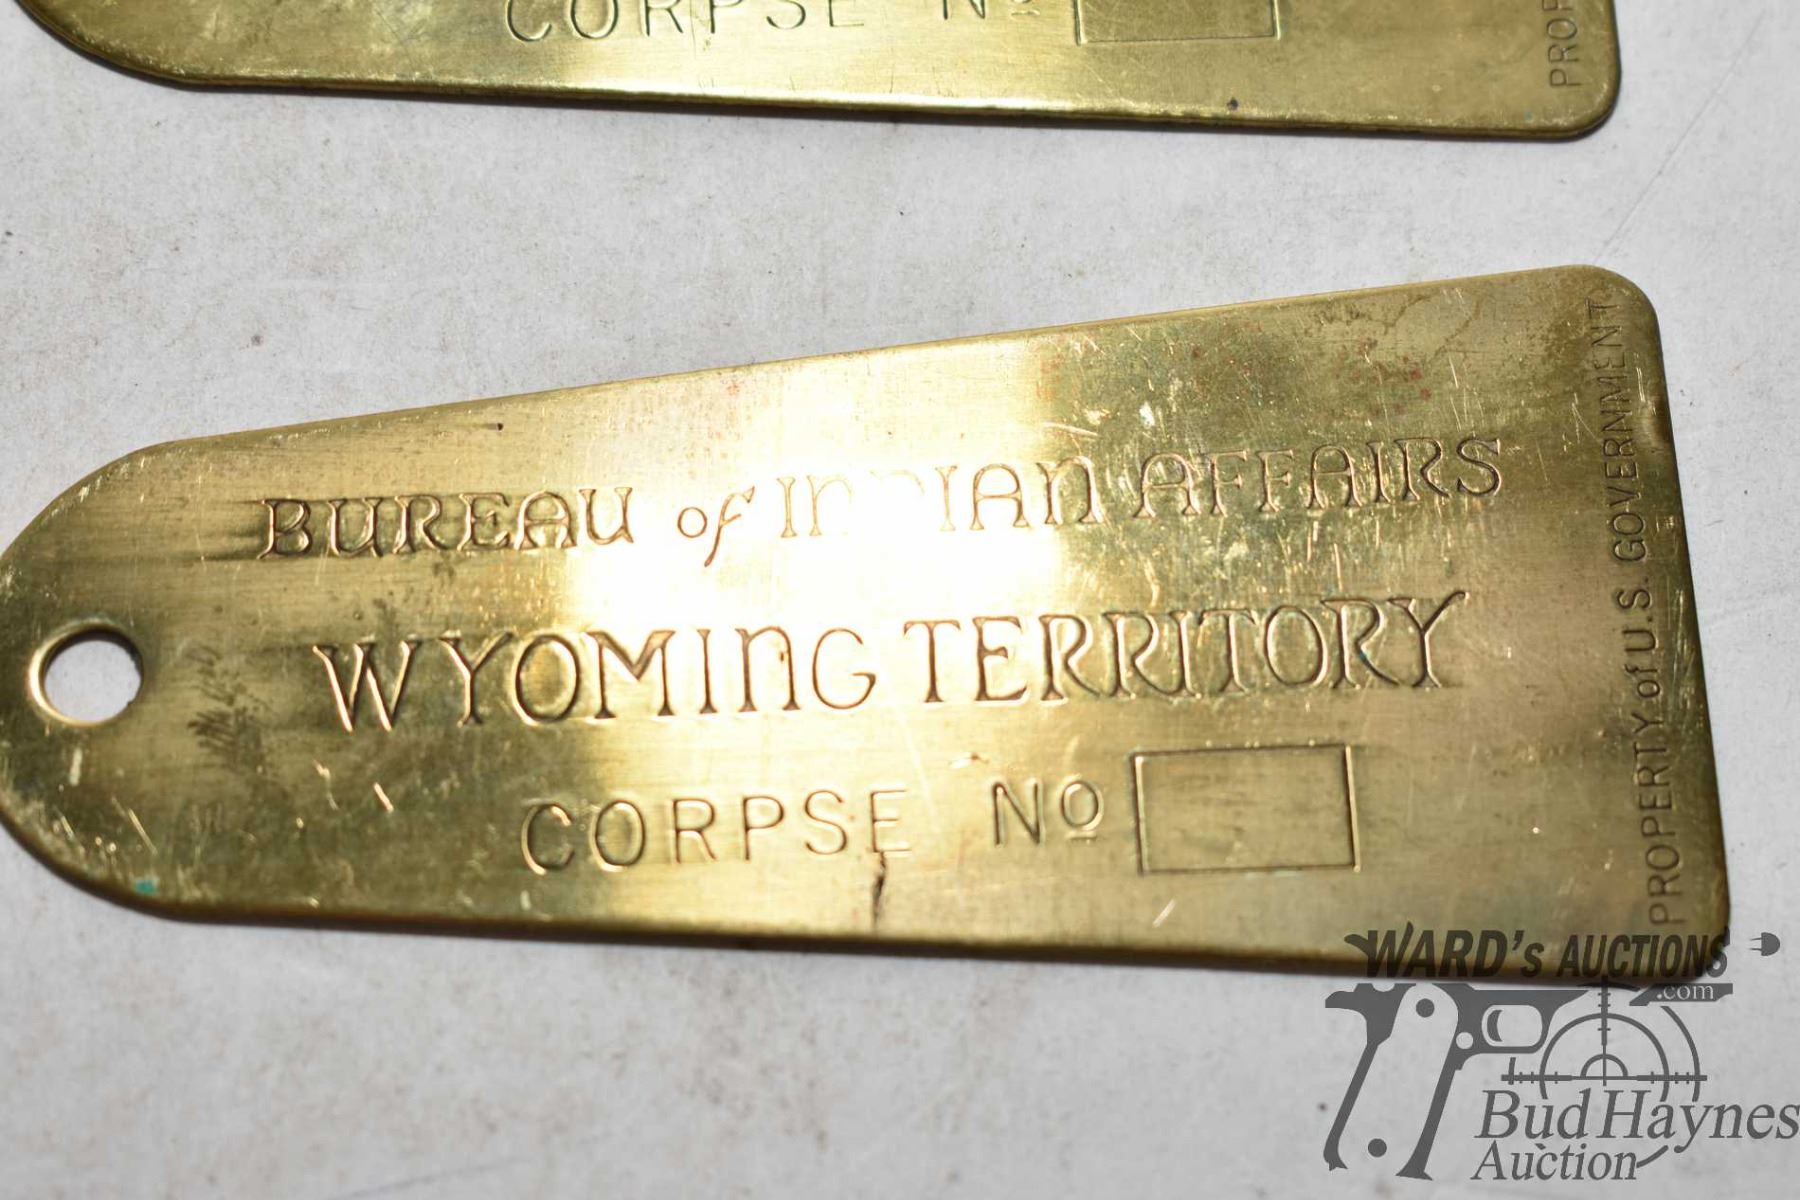 CORPSE No
BUREAU of INDIAN AFFAIRS
WYOMING TERRITORY
CORPSE No
PROPERTY of U.S. GOVERNMENT
WARD's AUCTIONS
.com
Bud Haynes
Auction